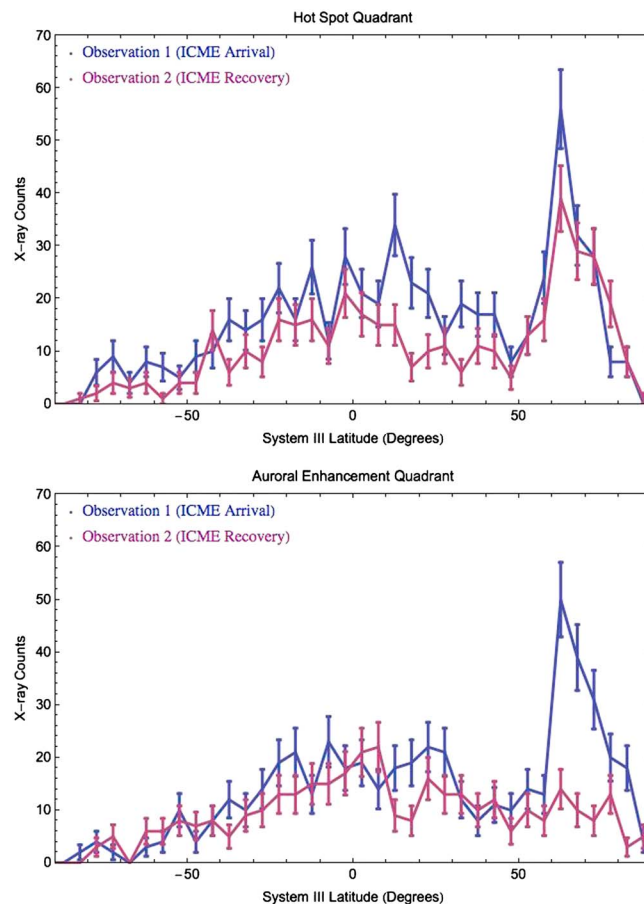 Hot Spot Quadrant
70
60
50
40
30
20
10
0
X-ray Counts
Observation 1 (ICME Arrival)
Observation 2 (ICME Recovery)
−50
0
50
System III Latitude (Degrees)
Auroral Enhancement Quadrant
70
60
50
40
30
20
10
0
X-ray Counts
Observation 1 (ICME Arrival)
Observation 2 (ICME Recovery)
−50
0
50
System III Latitude (Degrees)